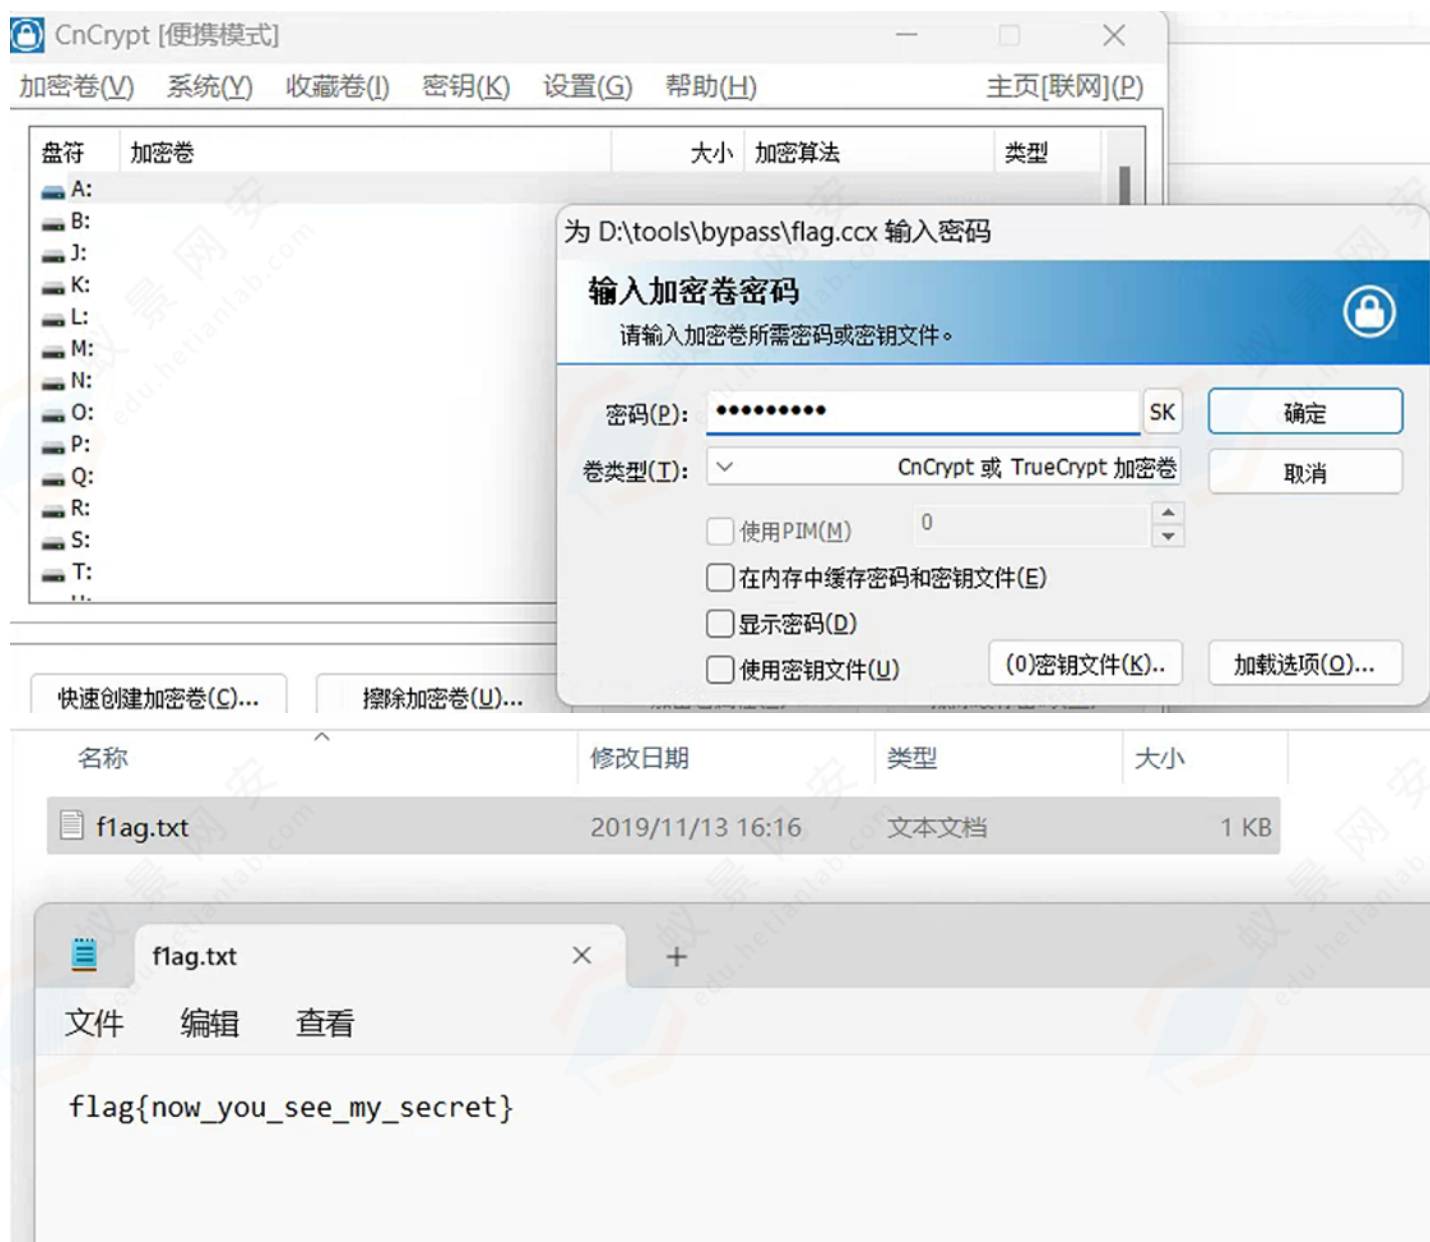 CnCrypt [便携模式]
加密卷(V) 系统(Y) 收藏卷(I) 密钥(K) 设置(G) 帮助(H) 主页[联网](P)
盘符 加密卷 大小 加密算法 类型
A:
B:
J:
K:
L:
M:
N:
O:
P:
Q:
R:
S:
T:
快速创建加密卷(C)... 擦除加密卷(U)...
为 D:\tools\bypass\flag.ccx 输入密码
输入加密卷密码
请输入加密卷所需密码或密钥文件。
密码(P): ••••••••• SK 确定
卷类型(T): CnCrypt 或 TrueCrypt 加密卷 取消
使用PIM(M) 0
在内存中缓存密码和密钥文件(E)
显示密码(D)
使用密钥文件(U) (0)密钥文件(K).. 加载选项(O)...
名称 修改日期 类型 大小
f1ag.txt 2019/11/13 16:16 文本文档 1 KB
f1ag.txt
文件 编辑 查看
flag{now_you_see_my_secret}
蚁景网安
edu.hetianlab.com